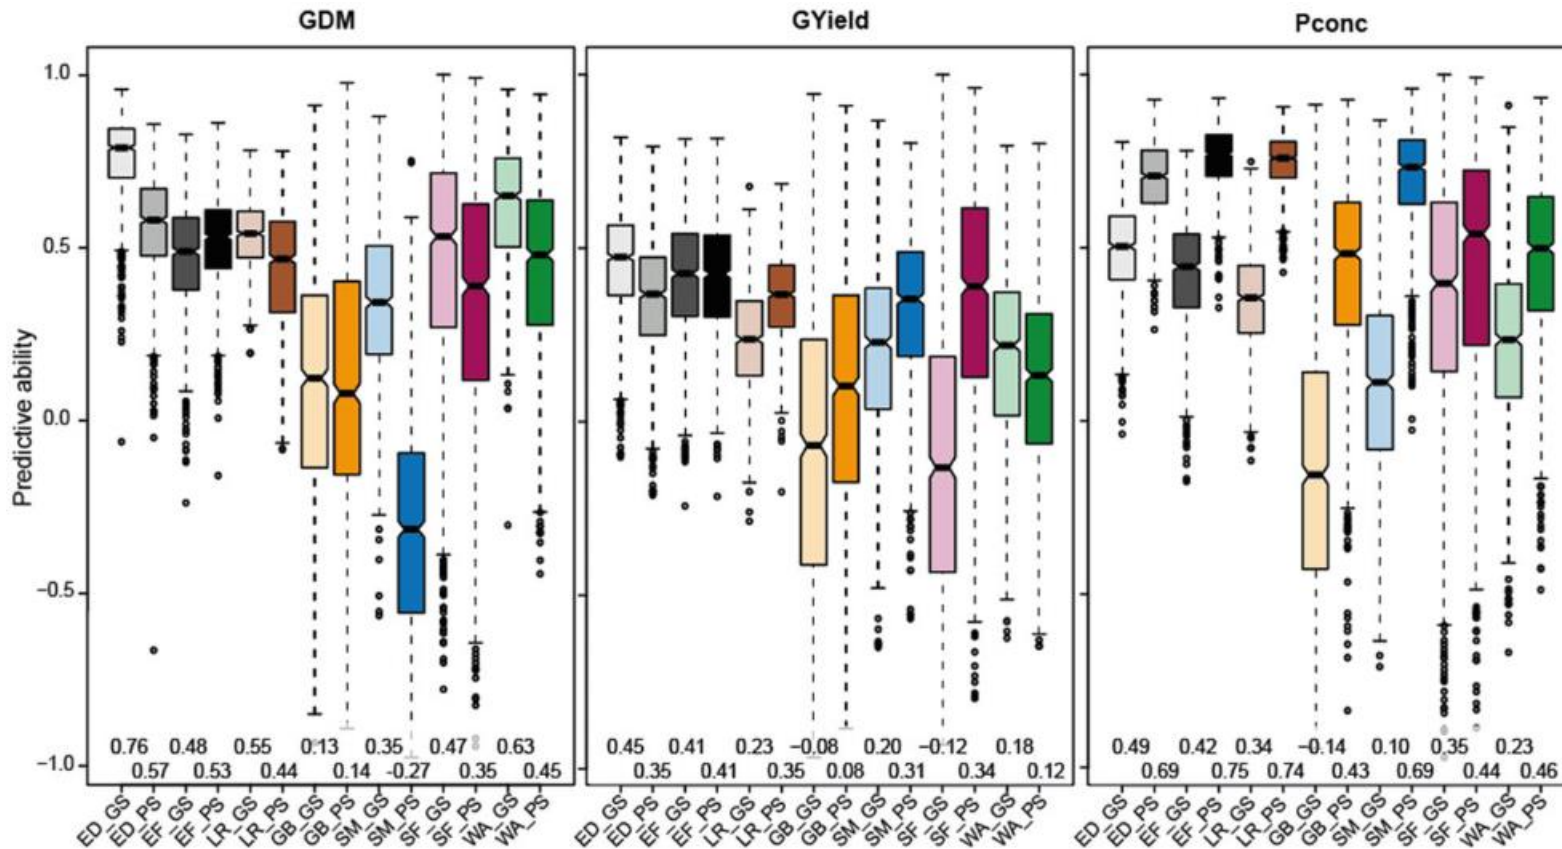 GDM GYield Pconc
Predictive ability
1.0
0.5
0.0
−0.5
−1.0
0.76 0.48 0.55 0.13 0.35 0.47 0.63
0.57 0.53 0.44 0.14 -0.27 0.35 0.45
0.45 0.41 0.23 −0.08 0.20 −0.12 0.18
0.35 0.41 0.35 0.08 0.31 0.34 0.12
0.49 0.42 0.34 −0.14 0.10 0.35 0.23
0.69 0.75 0.74 0.43 0.69 0.44 0.46
ED_GS ED_PS EF_GS EF_PS LR_GS LR_PS GB_GS GB_PS SM_GS SM_PS SF_GS SF_PS WA_GS WA_PS
ED_GS ED_PS EF_GS EF_PS LR_GS LR_PS GB_GS GB_PS SM_GS SM_PS SF_GS SF_PS WA_GS WA_PS
ED_GS ED_PS EF_GS EF_PS LR_GS LR_PS GB_GS GB_PS SM_GS SM_PS SF_GS SF_PS WA_GS WA_PS